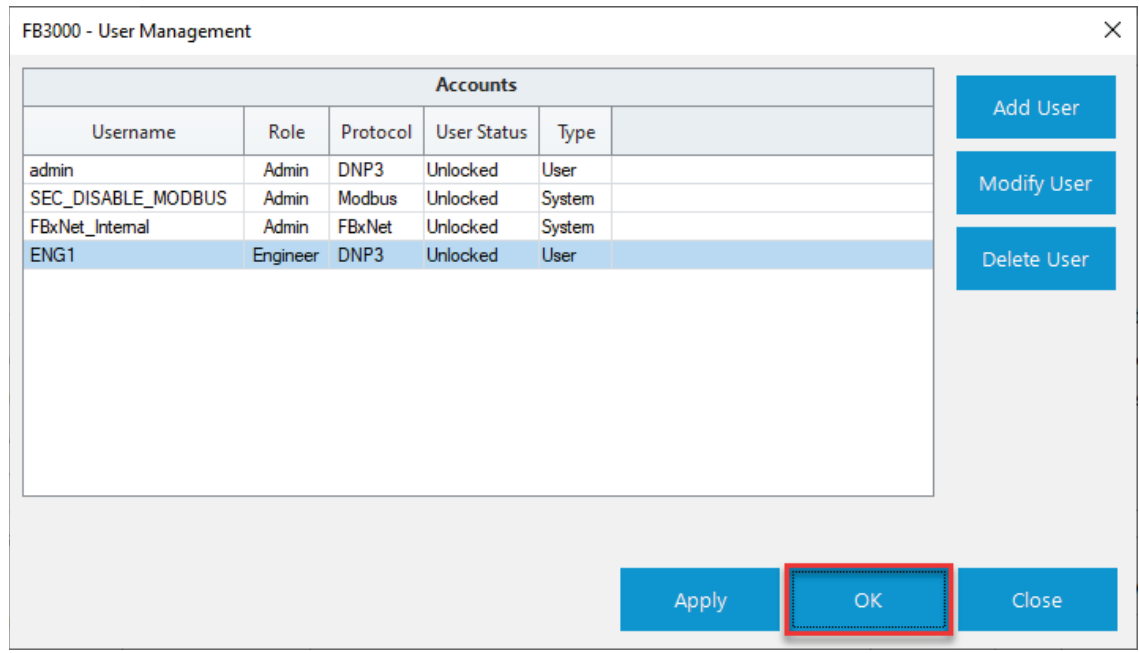 FB3000 - User Management
Accounts
Username Role Protocol User Status Type
admin Admin DNP3 Unlocked User
SEC_DISABLE_MODBUS Admin Modbus Unlocked System
FBxNet_Internal Admin FBxNet Unlocked System
ENG1 Engineer DNP3 Unlocked User
Add User
Modify User
Delete User
Apply OK Close